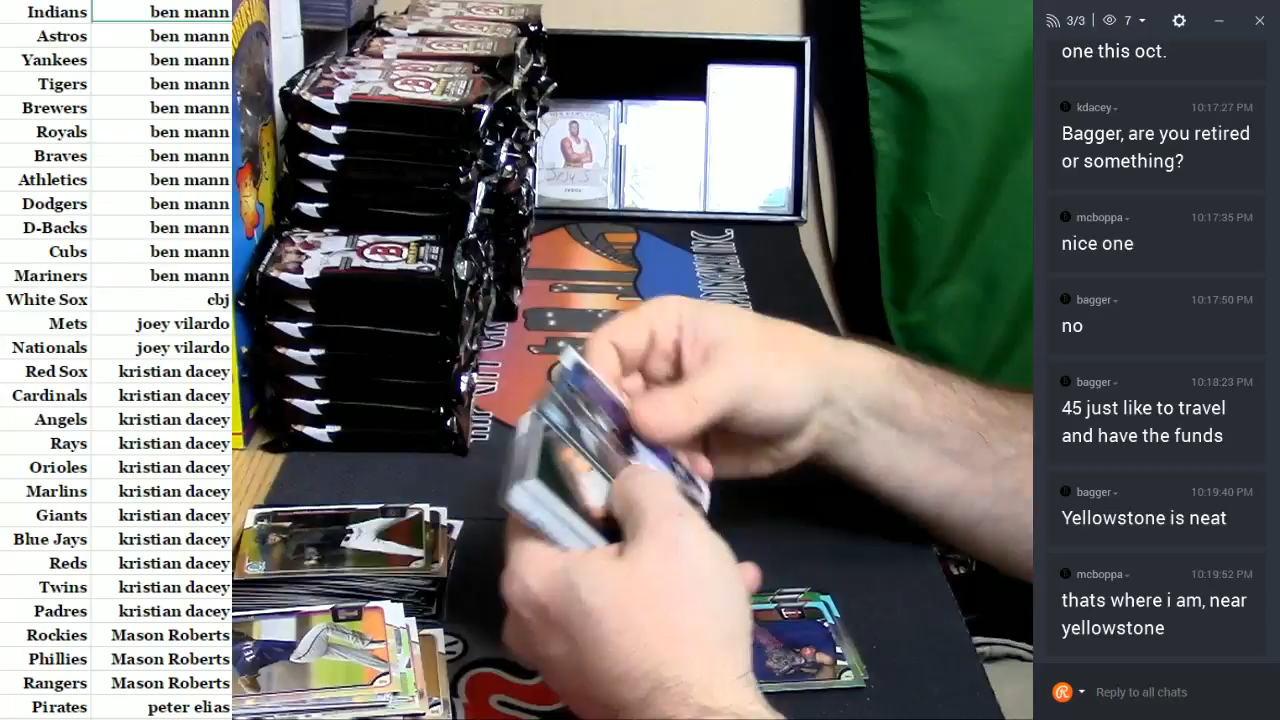 Indians ben mann
Astros ben mann
Yankees ben mann
Tigers ben mann
Brewers ben mann
Royals ben mann
Braves ben mann
Athletics ben mann
Dodgers ben mann
D-Backs ben mann
Cubs ben mann
Mariners ben mann
White Sox cbj
Mets joey vilardo
Nationals joey vilardo
Red Sox kristian dacey
Cardinals kristian dacey
Angels kristian dacey
Rays kristian dacey
Orioles kristian dacey
Marlins kristian dacey
Giants kristian dacey
Blue Jays kristian dacey
Reds kristian dacey
Twins kristian dacey
Padres kristian dacey
Rockies Mason Roberts
Phillies Mason Roberts
Rangers Mason Roberts
Pirates peter elias
3/3 7
one this oct.
kdacey 10:17:27 PM
Bagger, are you retired
or something?
mcboppa 10:17:35 PM
nice one
bagger 10:17:50 PM
no
bagger 10:18:23 PM
45 just like to travel
and have the funds
bagger 10:19:40 PM
Yellowstone is neat
mcboppa 10:19:52 PM
thats where i am, near
yellowstone
Reply to all chats